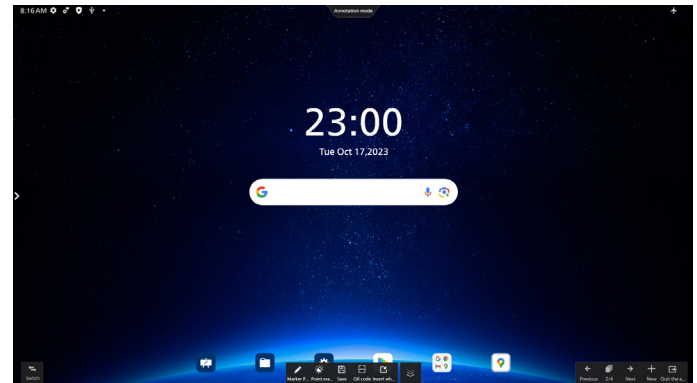 8:16 AM
Annotation mode
23:00
Tue Oct 17,2023
Switch
Marker P... Point era... Save QR code Insert wh...
Previous 2/4 Next New Quit the a...